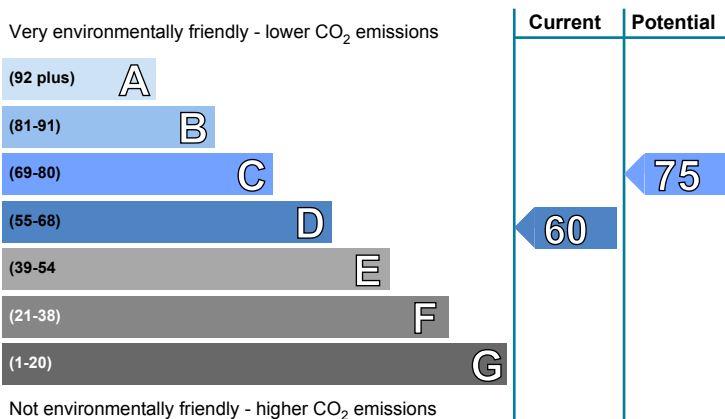 Current Potential
Very environmentally friendly - lower CO2 emissions
(92 plus) A
(81-91) B
(69-80) C
75
(55-68) D
60
(39-54 E
(21-38) F
(1-20) G
Not environmentally friendly - higher CO2 emissions